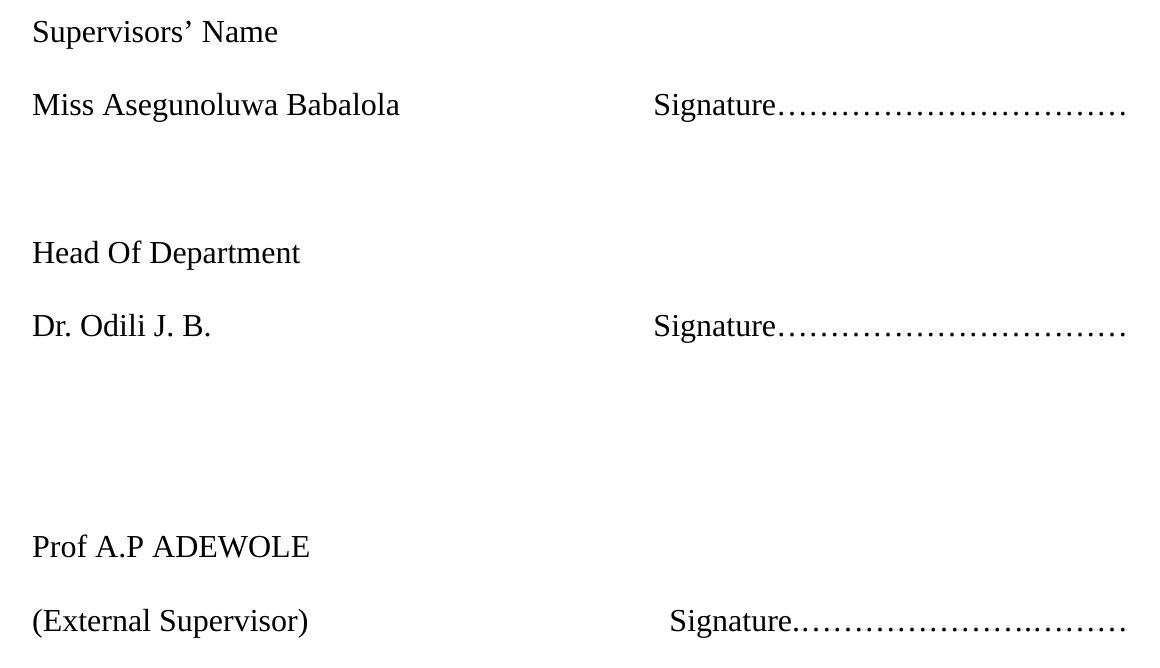 Supervisors’ Name
Miss Asegunoluwa Babalola Signature……………………………
Head Of Department
Dr. Odili J. B. Signature……………………………
Prof A.P ADEWOLE
(External Supervisor) Signature.………………….………